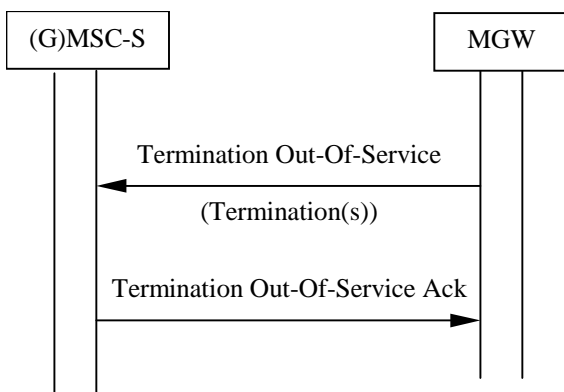 (G)MSC-S
MGW
Termination Out-Of-Service
(Termination(s))
Termination Out-Of-Service Ack